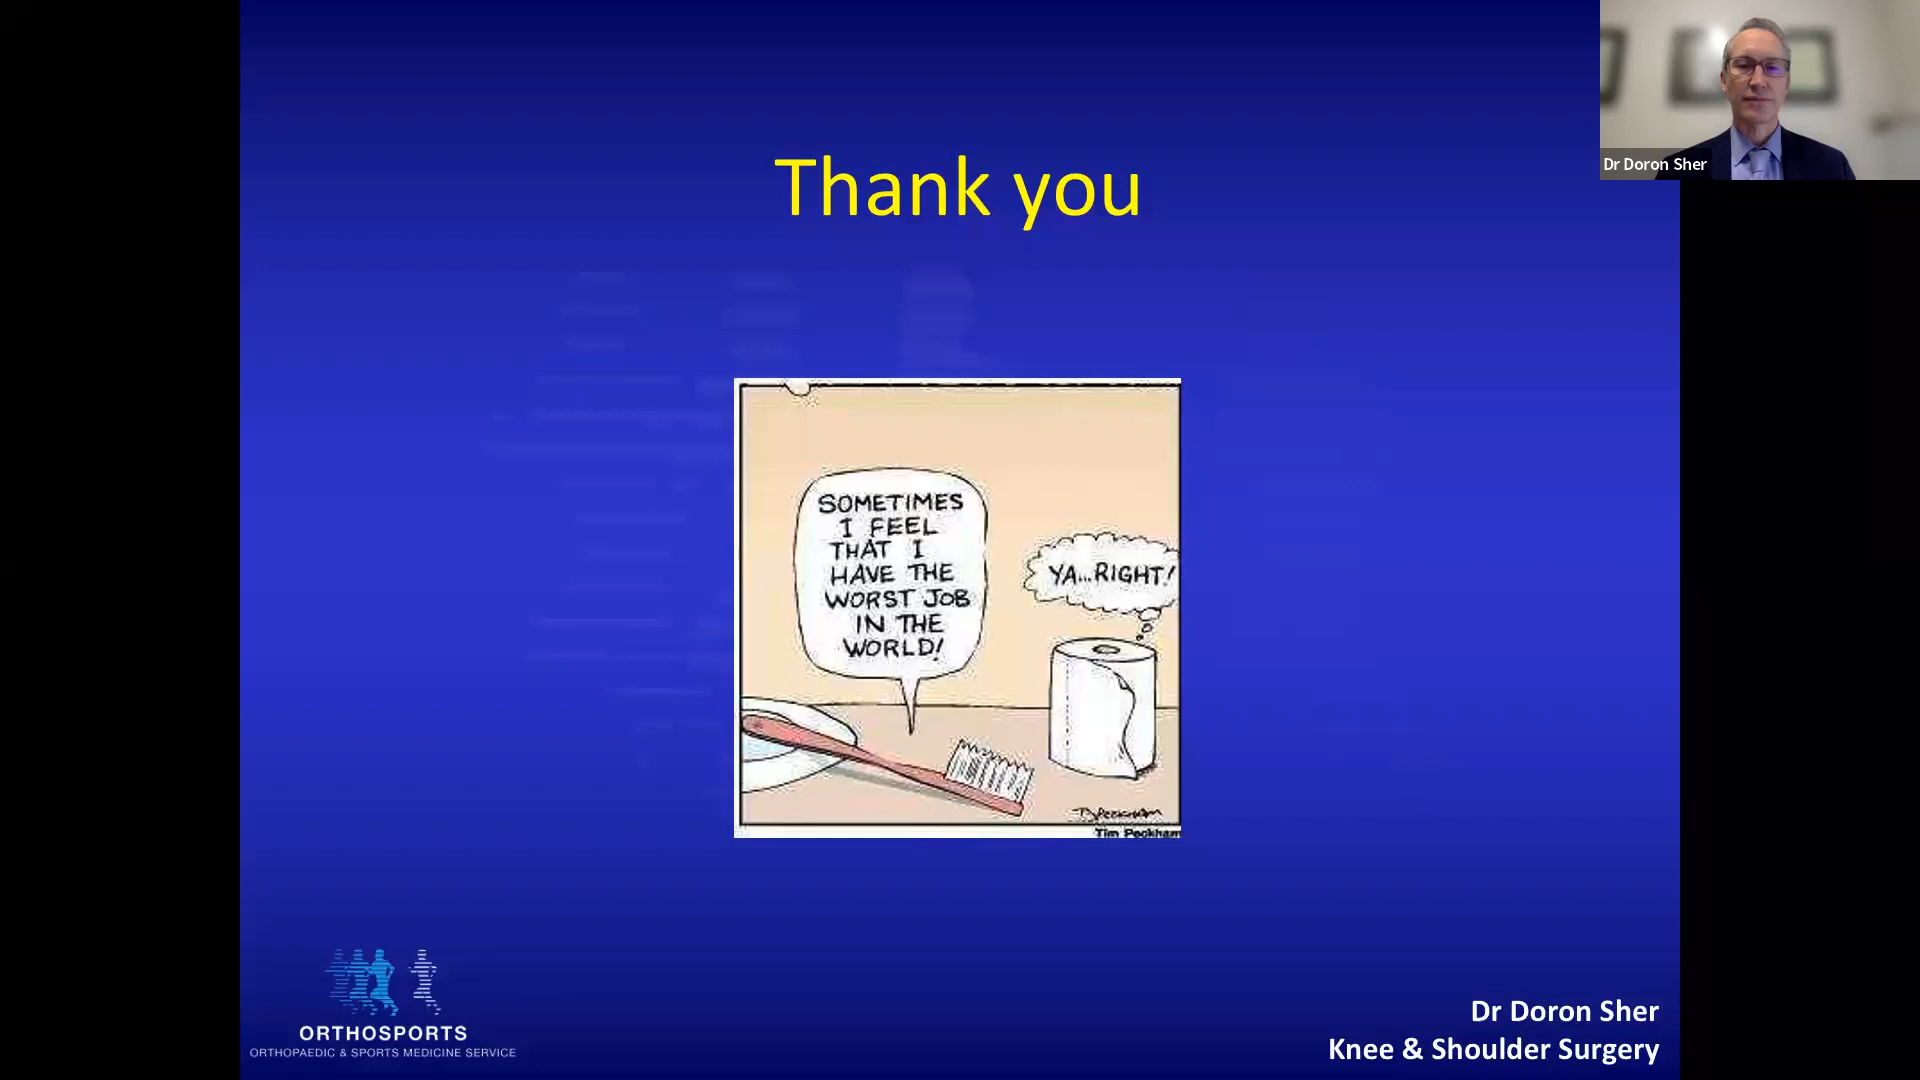 Dr Doron Sher
Thank you
SOMETIMES
I FEEL
THAT I
HAVE THE
WORST JOB
IN THE
WORLD!
YA...RIGHT!
Tim Peckham
ORTHOSPORTS
ORTHOPAEDIC & SPORTS MEDICINE SERVICE
Dr Doron Sher
Knee & Shoulder Surgery